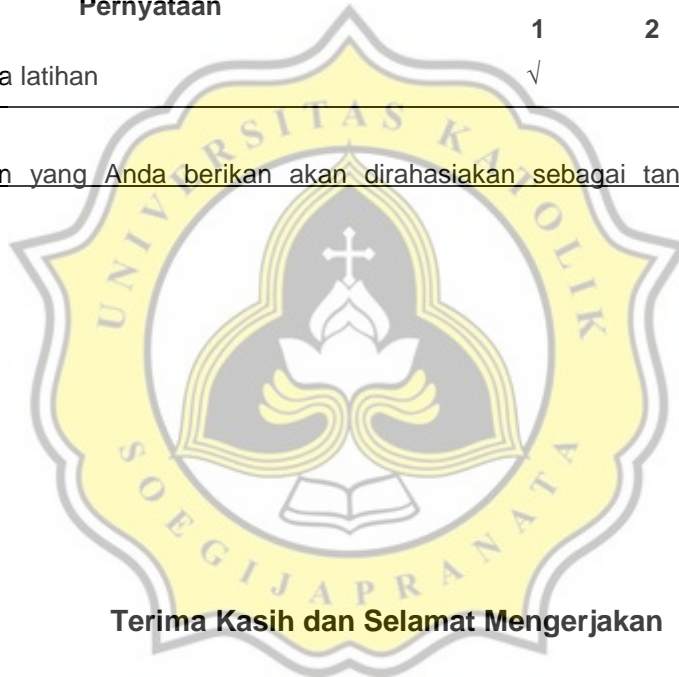 Pernyataan
1 2
a latihan √
n yang Anda berikan akan dirahasiakan sebagai tan
UNIVERSITAS KATOLIK
SOEGIJAPRANATA
Terima Kasih dan Selamat Mengerjakan